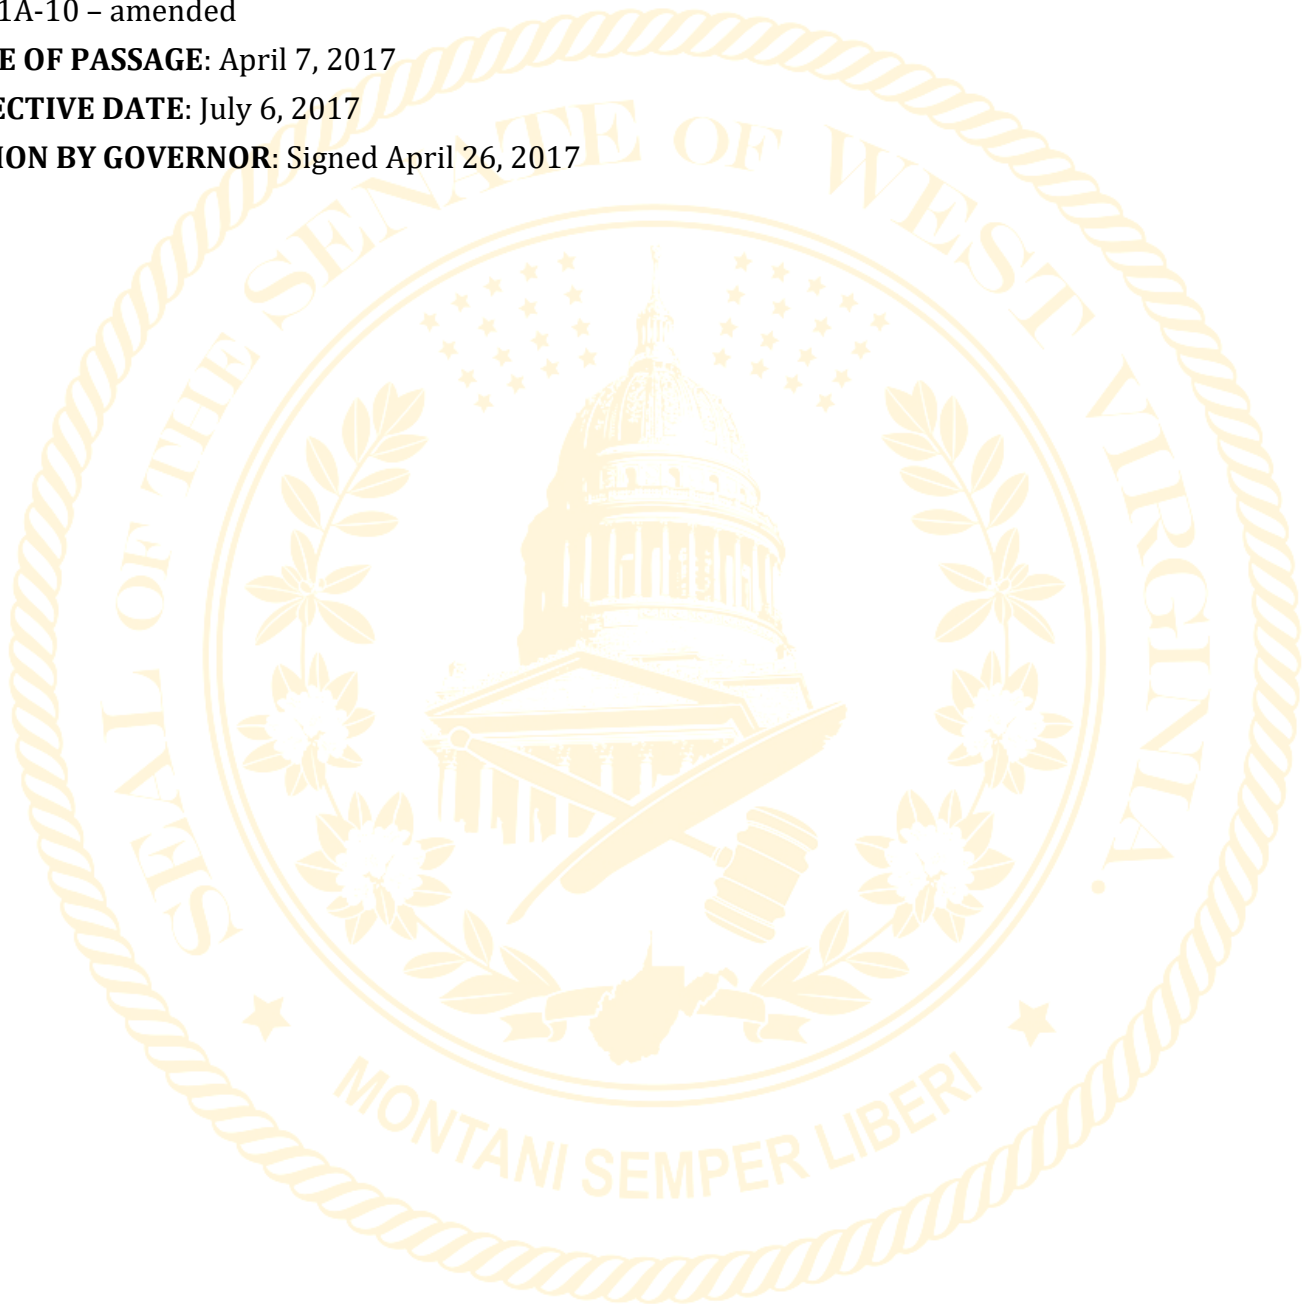 1A-10 – amended
E OF PASSAGE: April 7, 2017
ECTIVE DATE: July 6, 2017
ION BY GOVERNOR: Signed April 26, 2017
SEAL OF THE SENATE OF WEST VIRGINIA.
MONTANI SEMPER LIBERI